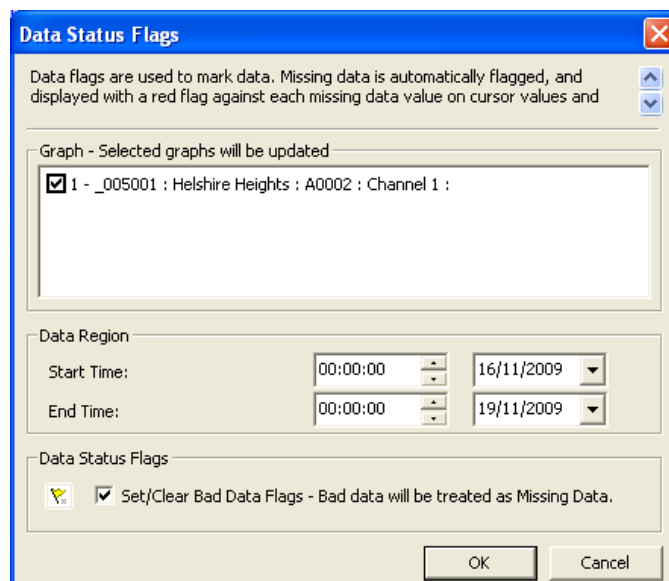 Data Status Flags
Data flags are used to mark data. Missing data is automatically flagged, and
displayed with a red flag against each missing data value on cursor values and
Graph - Selected graphs will be updated
1 - _005001 : Helshire Heights : A0002 : Channel 1 :
Data Region
Start Time: 00:00:00 16/11/2009
End Time: 00:00:00 19/11/2009
Data Status Flags
Set/Clear Bad Data Flags - Bad data will be treated as Missing Data.
OK Cancel